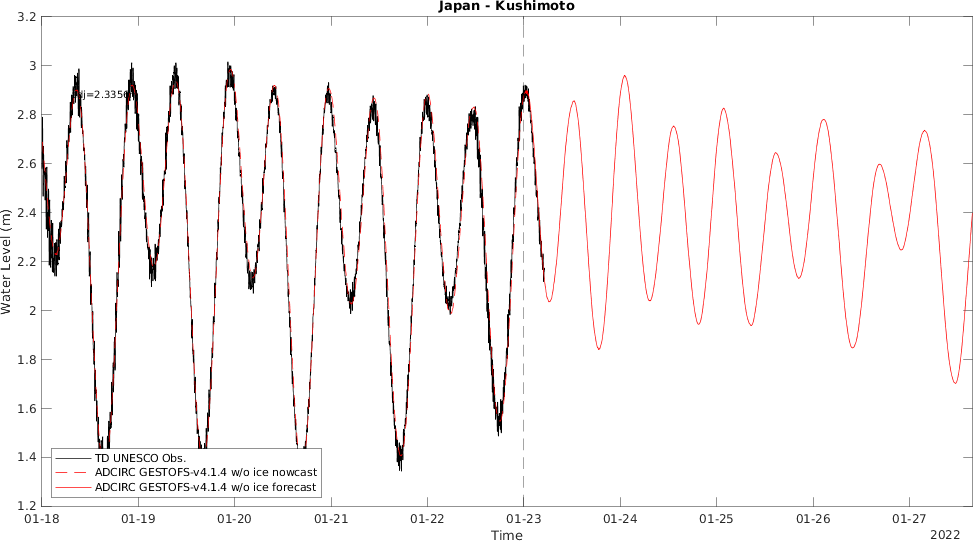 Japan - Kushimoto
3.2
3
2.8
2.6
2.4
2.2
2
1.8
1.6
1.4
1.2
Water Level (m)
TD UNESCO Obs.
ADCIRC GESTOFS-v4.1.4 w/o ice nowcast
ADCIRC GESTOFS-v4.1.4 w/o ice forecast
01-18 01-19 01-20 01-21 01-22 01-23 01-24 01-25 01-26 01-27
Time
2022